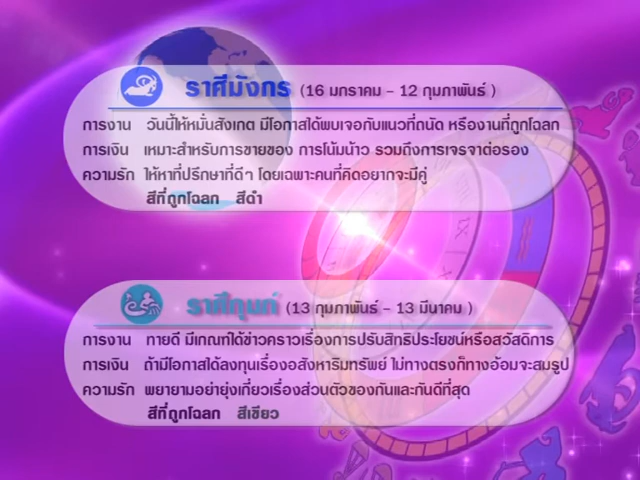 ราศีมังกร (16 มกราคม - 12 กุมภาพันธ์ )
การงาน วันนี้ให้หมั่นสังเกต มีโอกาสได้พบเจอกับแนวที่ถนัด หรืองานที่ถูกโฉลก
การเงิน เหมาะสำหรับการขายของ การโน้มน้าว รวมถึงการเจรจาต่อรอง
ความรัก ให้หาที่ปรึกษาที่ดีๆ โดยเฉพาะคนที่คิดอยากจะมีคู่
สีที่ถูกโฉลก สีดำ
ราศีกุมภ์ (13 กุมภาพันธ์ - 13 มีนาคม )
การงาน ทายดี มีเกณฑ์ได้ข่าวคราวเรื่องการปรับสิทธิประโยชน์หรือสวัสดิการ
การเงิน ถ้ามีโอกาสได้ลงทุนเรื่องอสังหาริมทรัพย์ ไม่ทางตรงก็ทางอ้อมจะสมรูป
ความรัก พยายามอย่ายุ่งเกี่ยวเรื่องส่วนตัวของกันและกันดีที่สุด
สีที่ถูกโฉลก สีเขียว